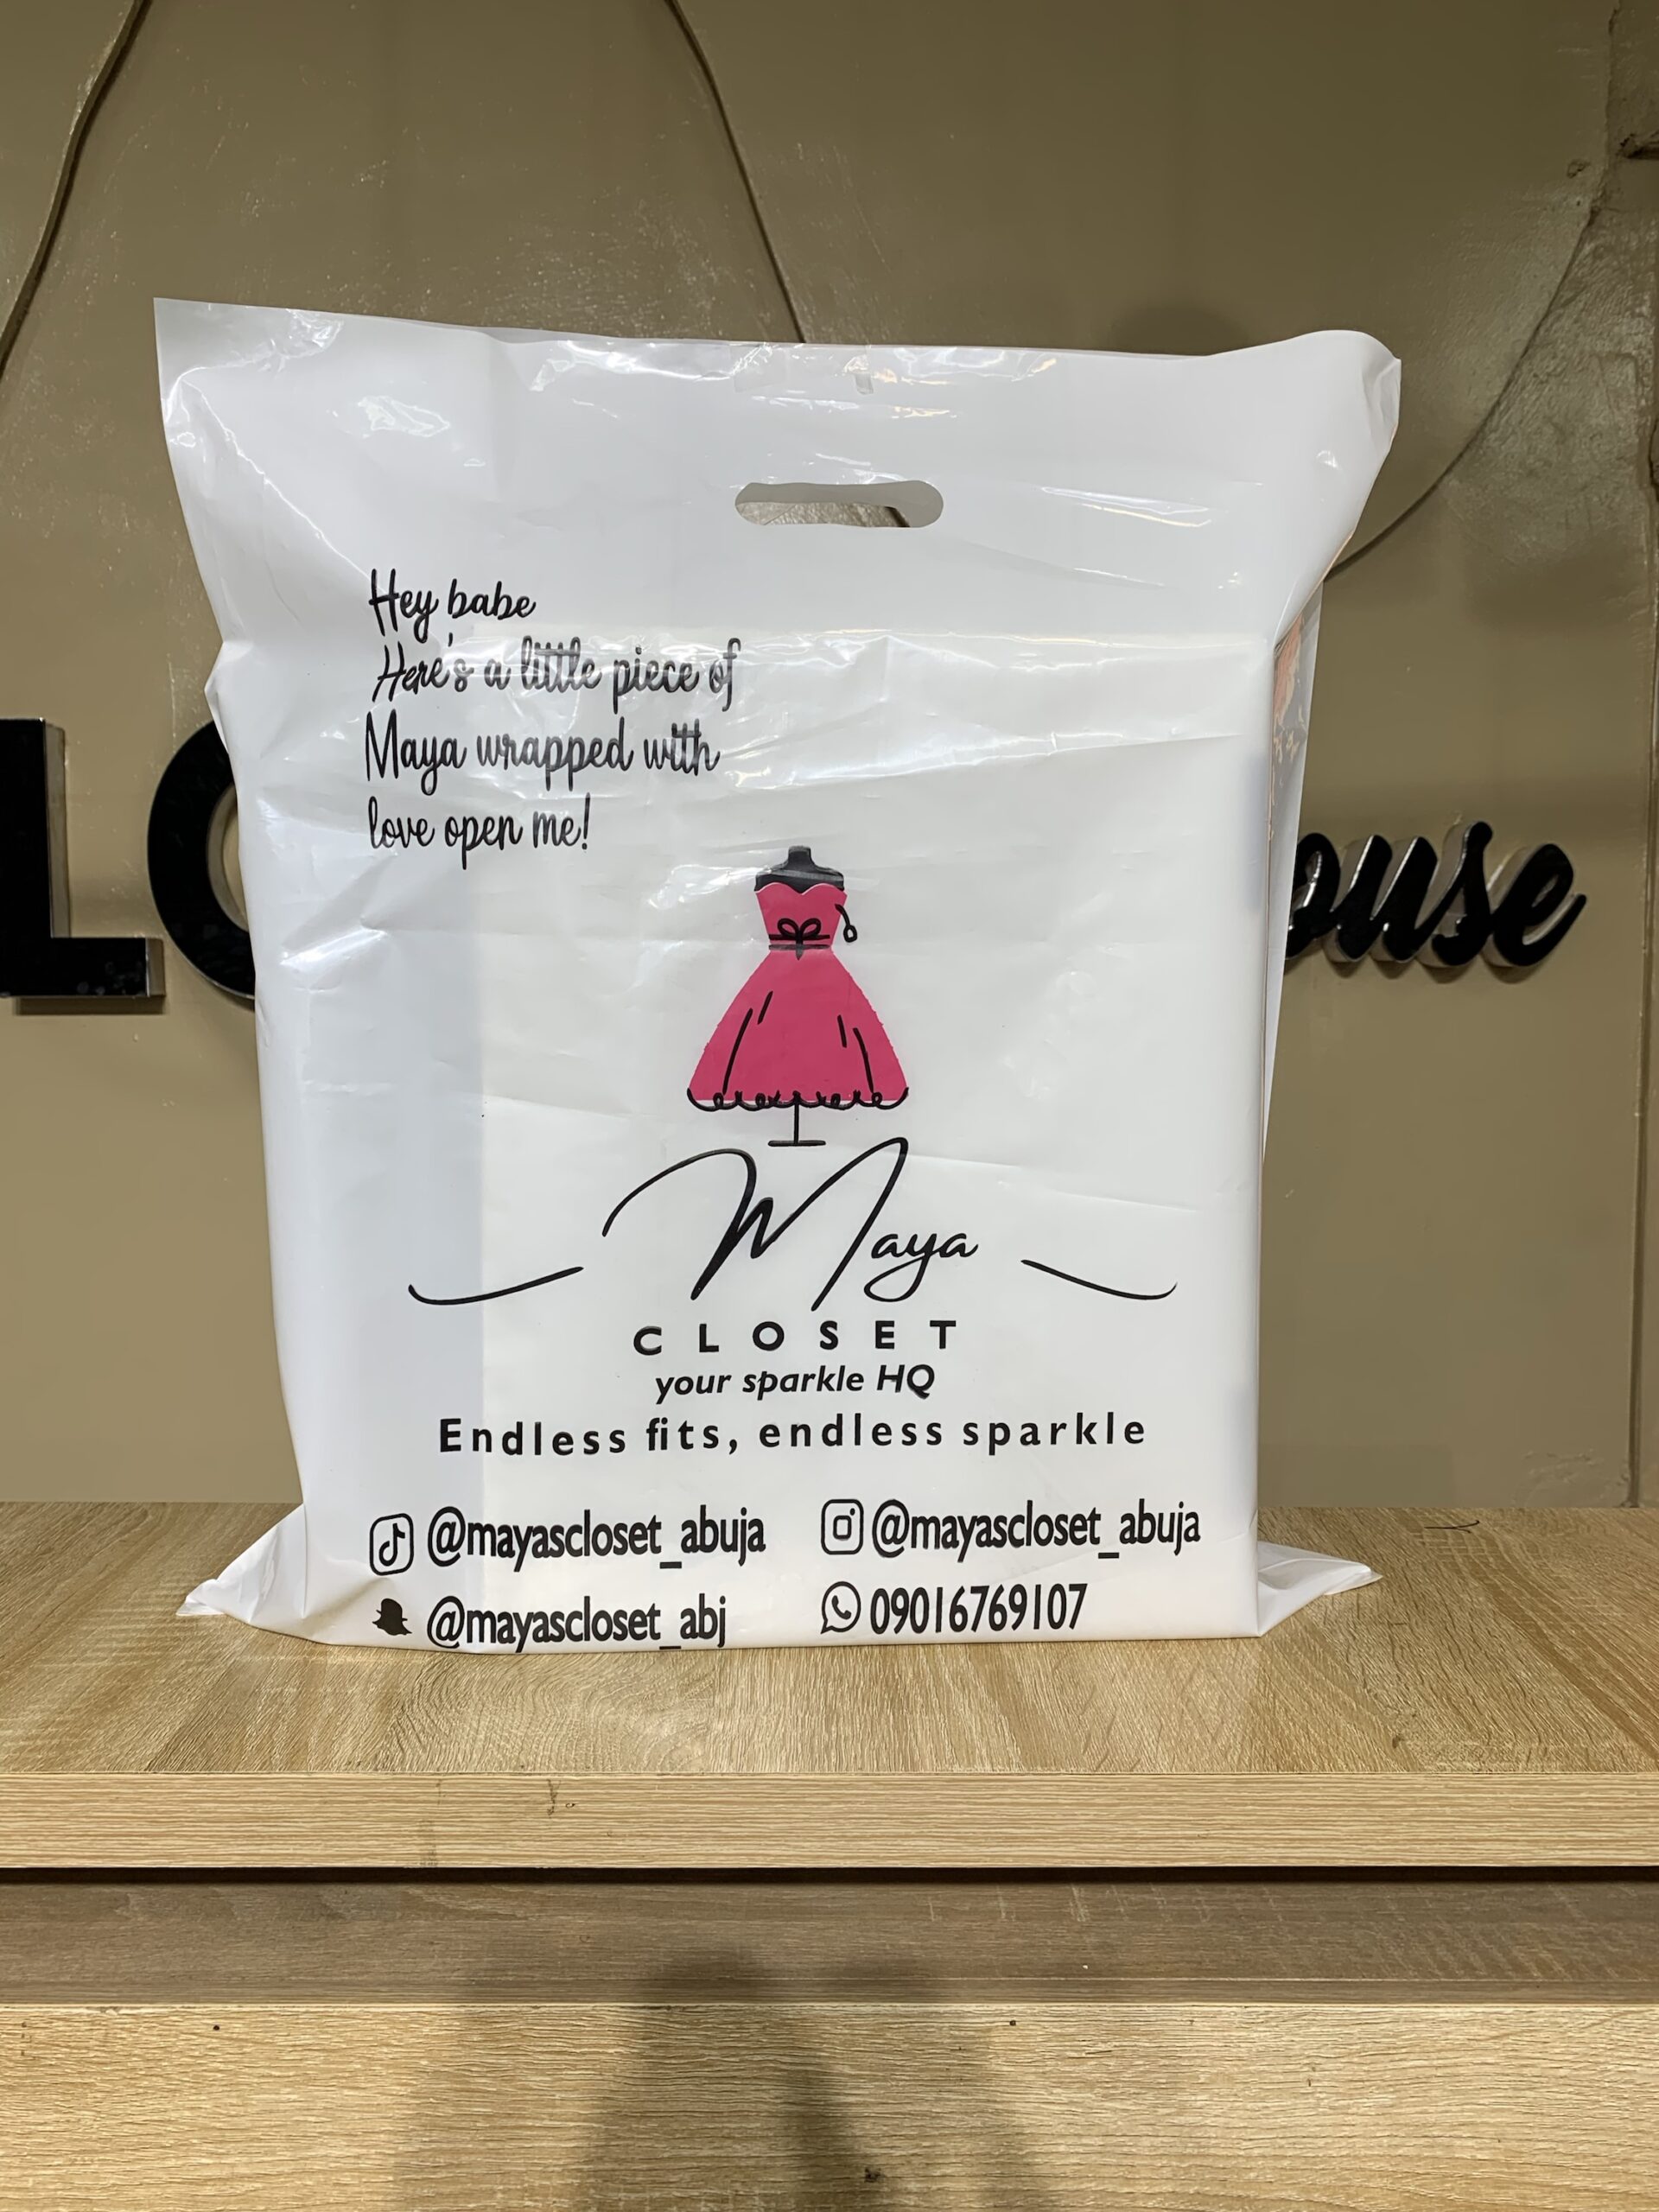 Hey babe
Here's a little piece of
Maya wrapped with
love open me!
Maya
CLOSET
your sparkle HQ
Endless fits, endless sparkle
@mayascloset_abuja
@mayascloset_abuja
@mayascloset_abj
09016769107